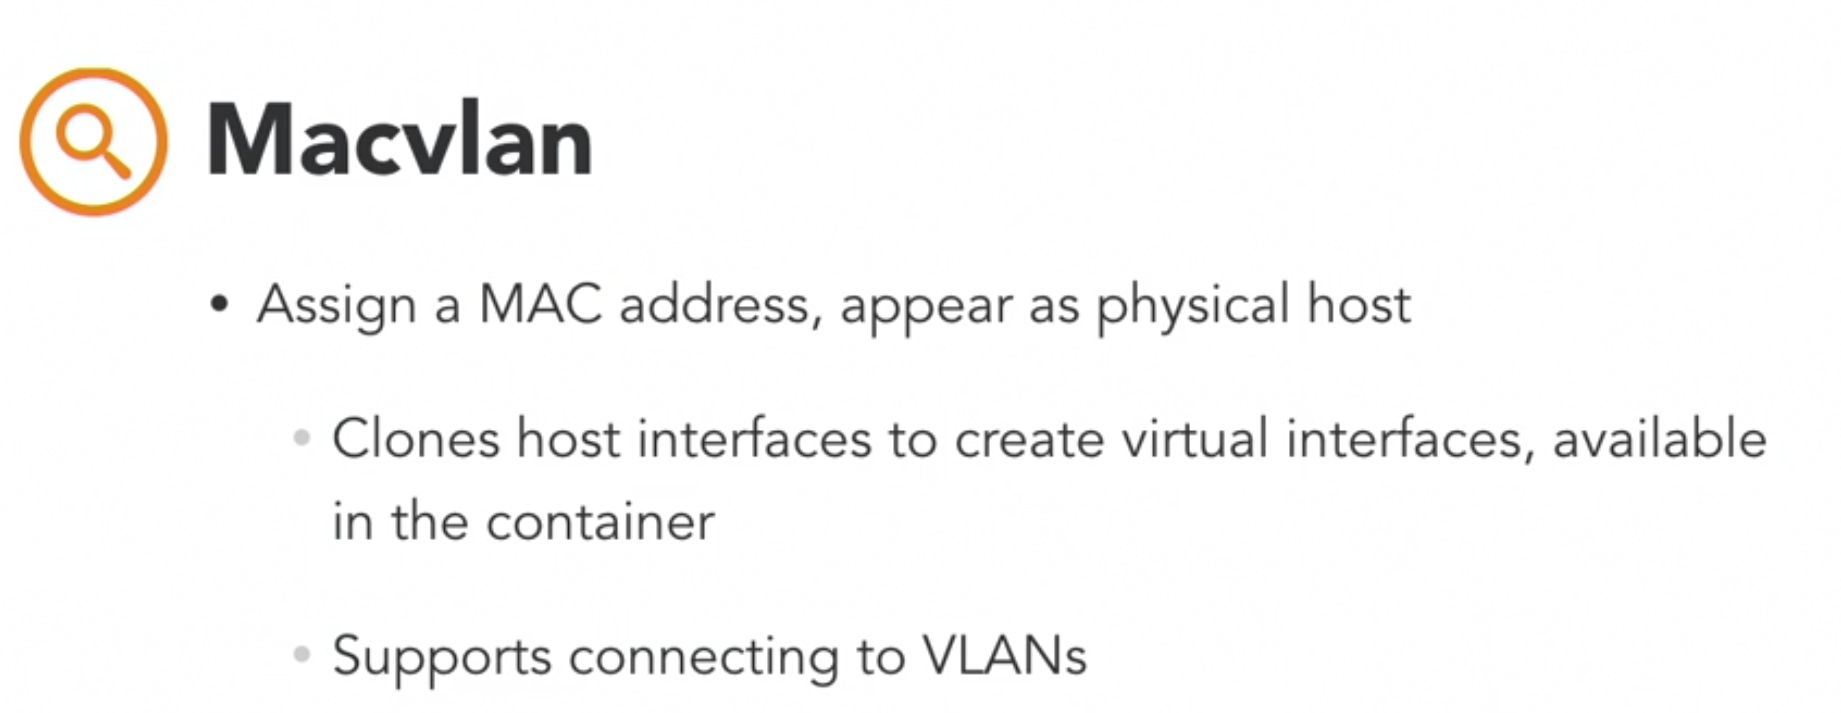 Macvlan
• Assign a MAC address, appear as physical host
• Clones host interfaces to create virtual interfaces, available
in the container
• Supports connecting to VLANs